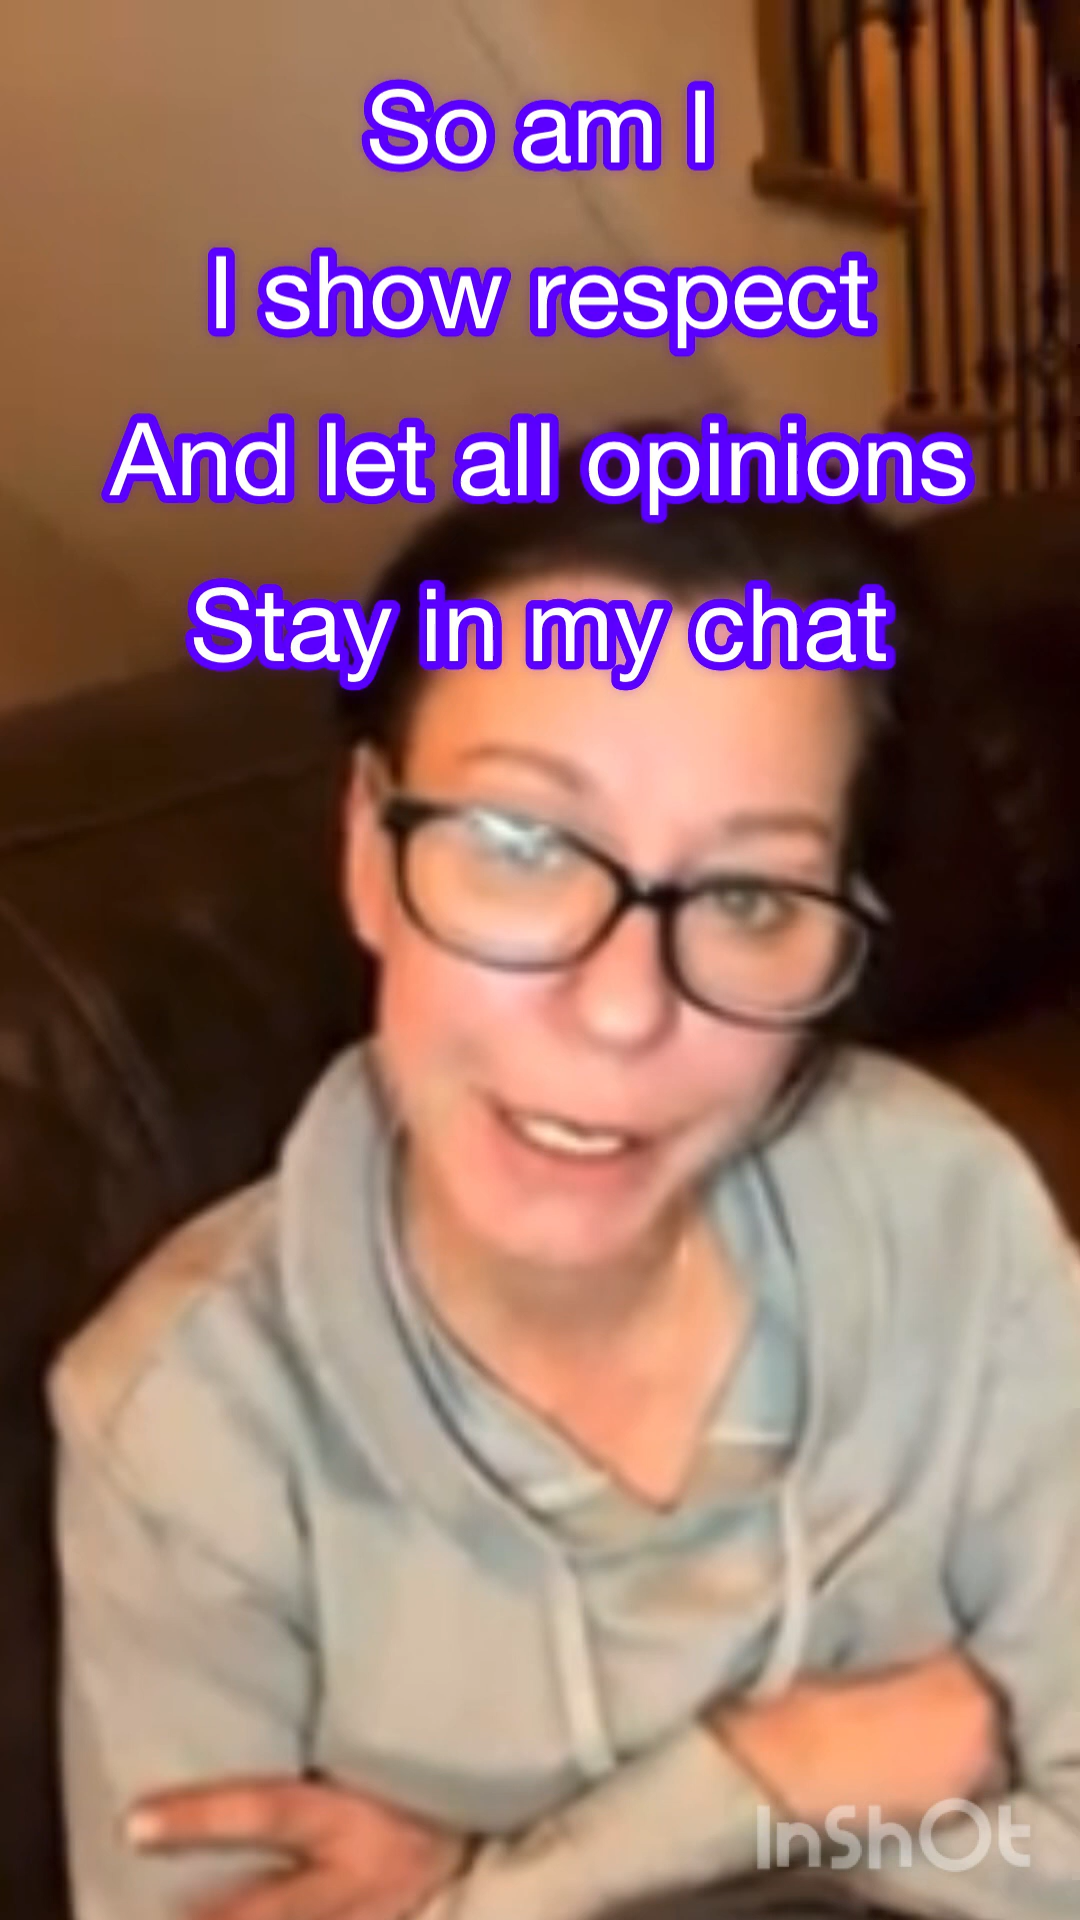 So am I
I show respect
And let all opinions
Stay in my chat
InShOt